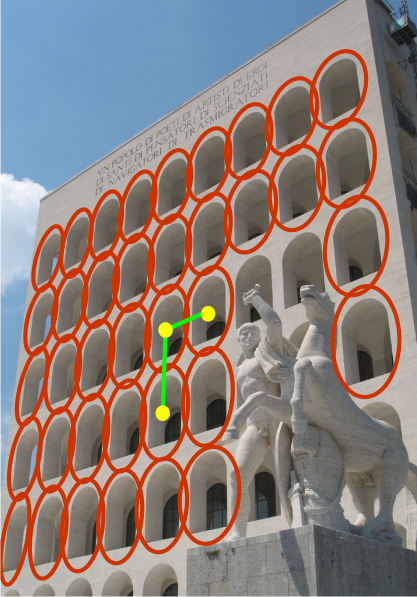 VN POPOLO DI POETI DI ARTISTI DI EROI
DI SANTI DI PENSATORI DI SCIENZIATI
DI NAVIGATORI DI TRASMIGRATORI